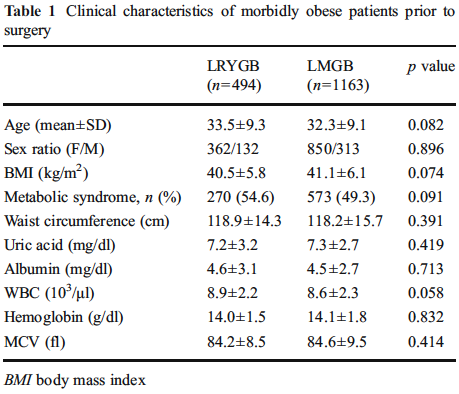 Table 1 Clinical characteristics of morbidly obese patients prior to
surgery
LRYGB LMGB p value
(n=494) (n=1163)
Age (mean±SD) 33.5±9.3 32.3±9.1 0.082
Sex ratio (F/M) 362/132 850/313 0.896
BMI (kg/m²) 40.5±5.8 41.1±6.1 0.074
Metabolic syndrome, n (%) 270 (54.6) 573 (49.3) 0.091
Waist circumference (cm) 118.9±14.3 118.2±15.7 0.391
Uric acid (mg/dl) 7.2±3.2 7.3±2.7 0.419
Albumin (mg/dl) 4.6±3.1 4.5±2.7 0.713
WBC (10³/μl) 8.9±2.2 8.6±2.3 0.058
Hemoglobin (g/dl) 14.0±1.5 14.1±1.8 0.832
MCV (fl) 84.2±8.5 84.6±9.5 0.414
BMI body mass index